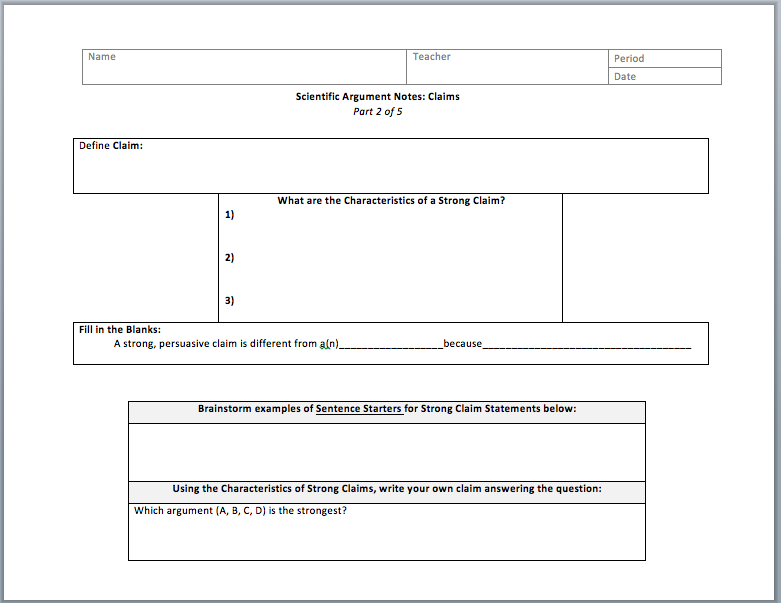 Name
Teacher
Period
Date
Scientific Argument Notes: Claims
Part 2 of 5
Define Claim:
What are the Characteristics of a Strong Claim?
1)
2)
3)
Fill in the Blanks:
A strong, persuasive claim is different from a(n)__________________because____________________________________
Brainstorm examples of Sentence Starters for Strong Claim Statements below:
Using the Characteristics of Strong Claims, write your own claim answering the question:
Which argument (A, B, C, D) is the strongest?